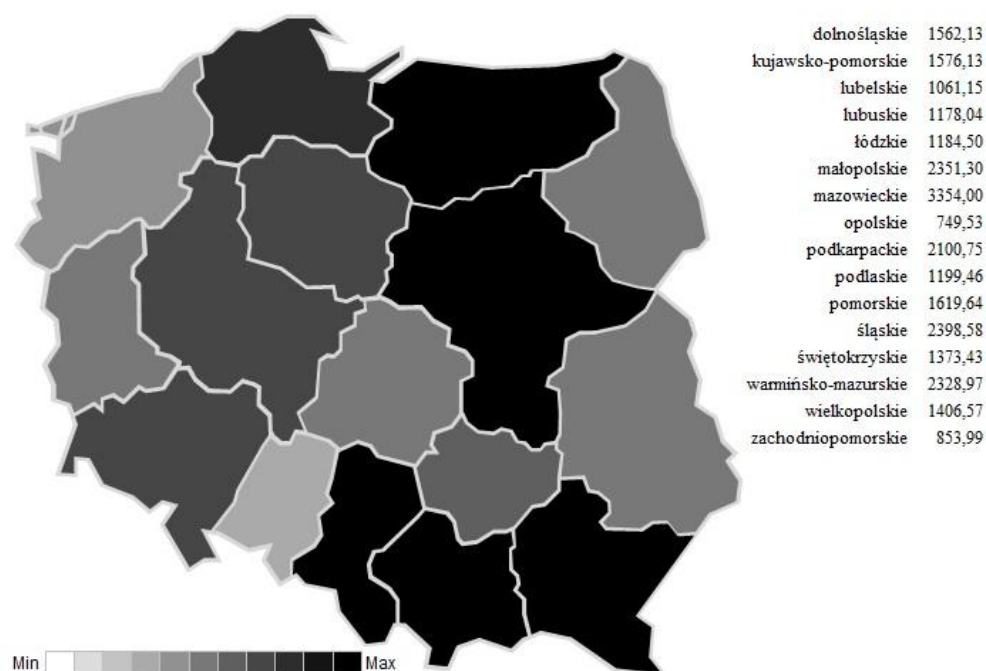 dolnośląskie 1562,13
kujawsko-pomorskie 1576,13
lubelskie 1061,15
lubuskie 1178,04
łódzkie 1184,50
małopolskie 2351,30
mazowieckie 3354,00
opolskie 749,53
podkarpackie 2100,75
podlaskie 1199,46
pomorskie 1619,64
śląskie 2398,58
świętokrzyskie 1373,43
warmińsko-mazurskie 2328,97
wielkopolskie 1406,57
zachodniopomorskie 853,99
Min Max